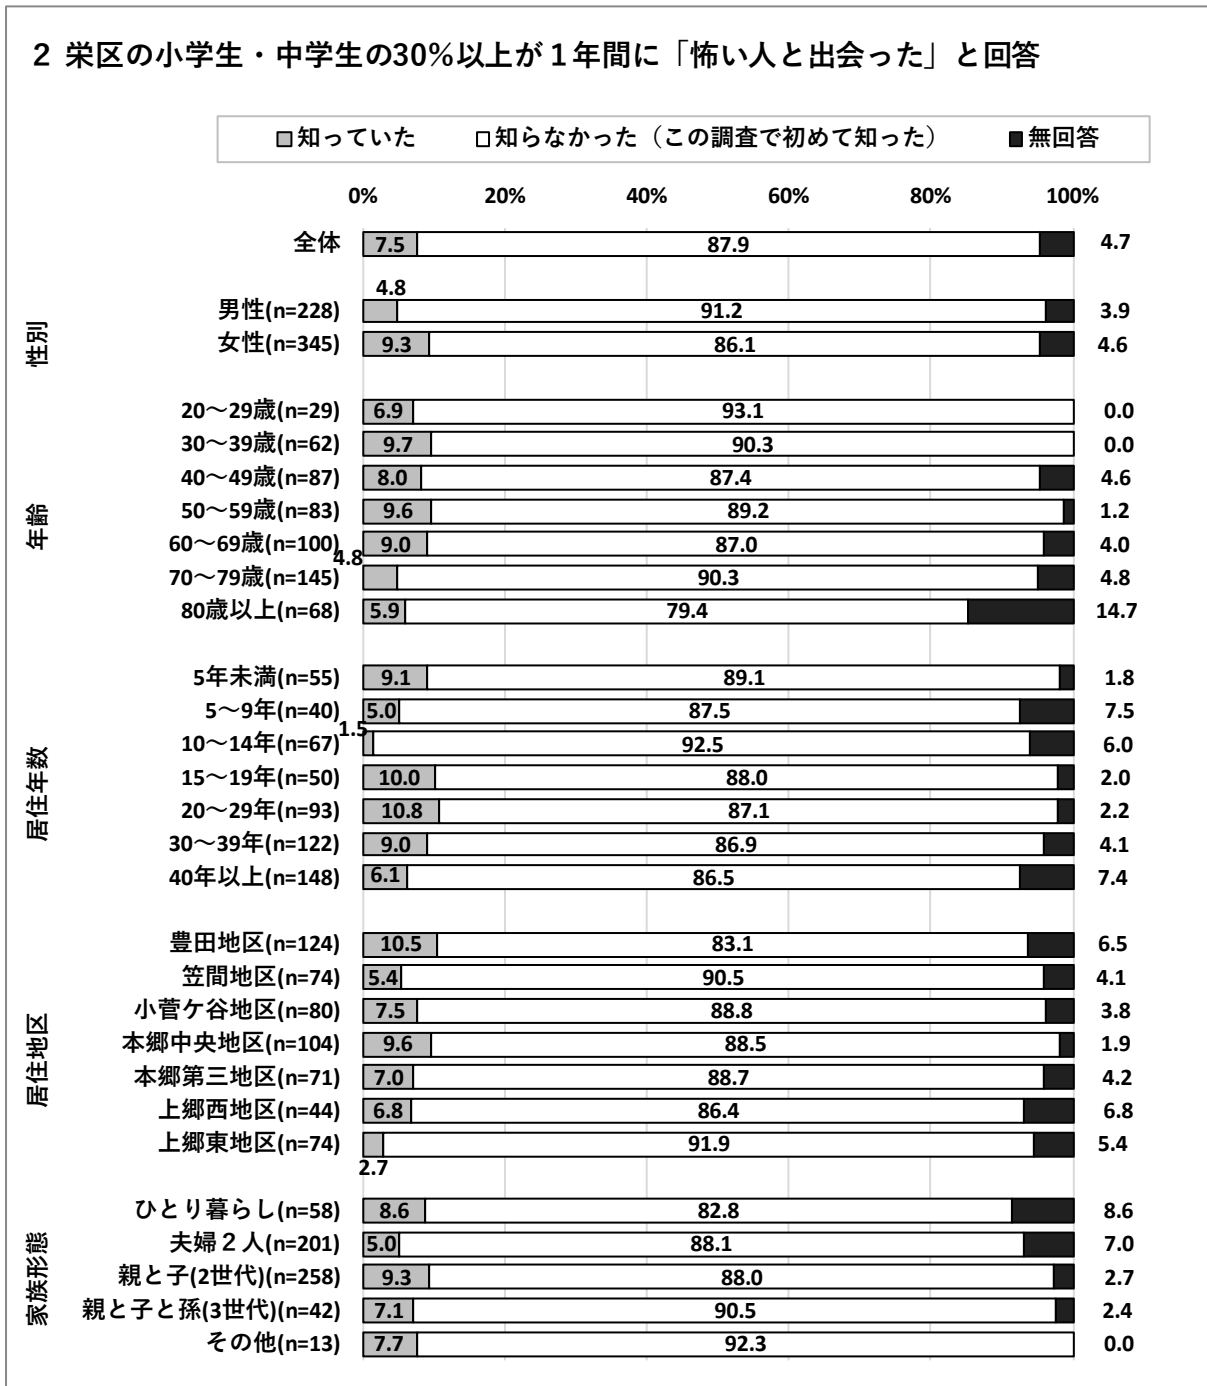 2 栄区の小学生・中学生の30%以上が１年間に「怖い人と出会った」と回答
知っていた 知らなかった（この調査で初めて知った） 無回答
0% 20% 40% 60% 80% 100%
全体 7.5 87.9 4.7
性別
男性(n=228) 4.8 91.2 3.9
女性(n=345) 9.3 86.1 4.6
年齢
20～29歳(n=29) 6.9 93.1 0.0
30～39歳(n=62) 9.7 90.3 0.0
40～49歳(n=87) 8.0 87.4 4.6
50～59歳(n=83) 9.6 89.2 1.2
60～69歳(n=100) 9.0 87.0 4.0
70～79歳(n=145) 4.8 90.3 4.8
80歳以上(n=68) 5.9 79.4 14.7
居住年数
5年未満(n=55) 9.1 89.1 1.8
5～9年(n=40) 5.0 87.5 7.5
10～14年(n=67) 1.5 92.5 6.0
15～19年(n=50) 10.0 88.0 2.0
20～29年(n=93) 10.8 87.1 2.2
30～39年(n=122) 9.0 86.9 4.1
40年以上(n=148) 6.1 86.5 7.4
居住地区
豊田地区(n=124) 10.5 83.1 6.5
笠間地区(n=74) 5.4 90.5 4.1
小菅ケ谷地区(n=80) 7.5 88.8 3.8
本郷中央地区(n=104) 9.6 88.5 1.9
本郷第三地区(n=71) 7.0 88.7 4.2
上郷西地区(n=44) 6.8 86.4 6.8
上郷東地区(n=74) 2.7 91.9 5.4
家族形態
ひとり暮らし(n=58) 8.6 82.8 8.6
夫婦２人(n=201) 5.0 88.1 7.0
親と子(2世代)(n=258) 9.3 88.0 2.7
親と子と孫(3世代)(n=42) 7.1 90.5 2.4
その他(n=13) 7.7 92.3 0.0